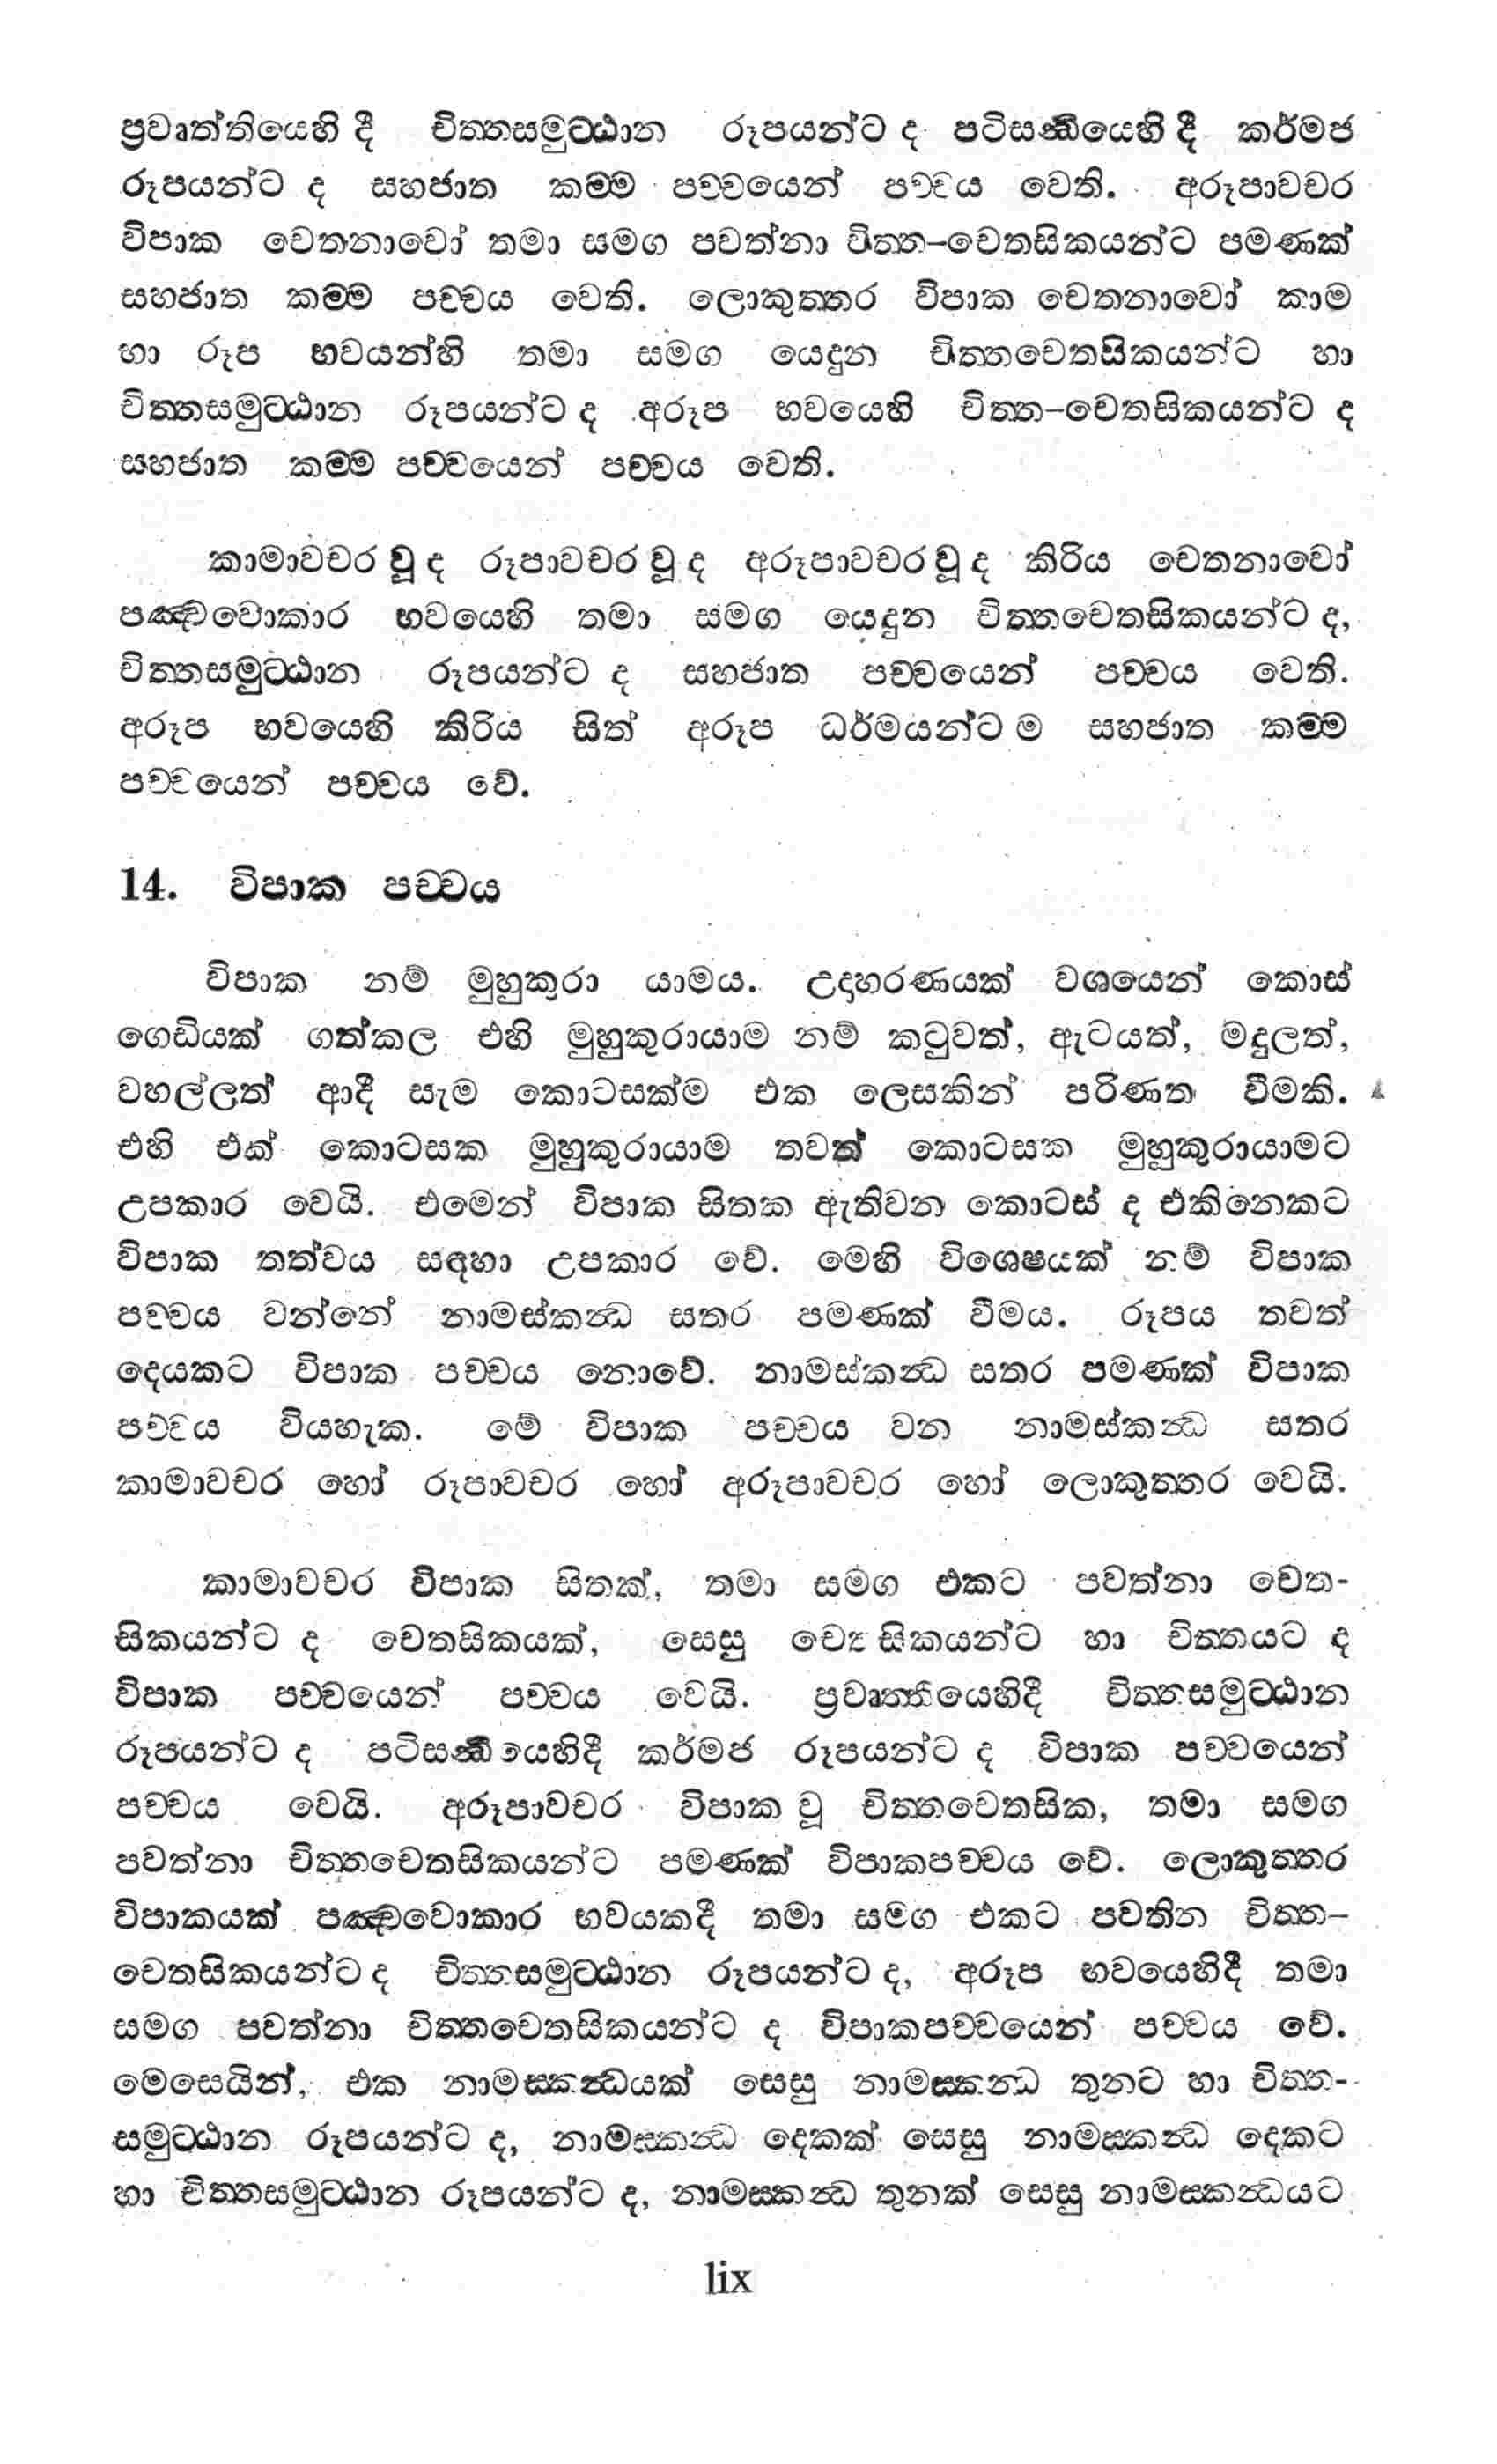 ප්‍රවෘත්තියෙහි දී චිත්තසමුට්ඨාන රූපයන්ට ද පටිසන්ධියෙහි දී කර්මජ
රූපයන්ට ද සහජාත කම්ම පච්චයෙන් පච්චය වෙති. අරූපාවචර
විපාක චෙතනාවෝ තමා සමග පවත්නා චිත්ත-චෙතසිකයන්ට පමණක්
සහජාත කම්ම පච්චය වෙති. ලොකුත්තර විපාක චෙතනාවෝ කාම
හා රූප භවයන්හි තමා සමග යෙදුන චිත්තචෙතසිකයන්ට හා
චිත්තසමුට්ඨාන රූපයන්ට ද අරූප භවයෙහි චිත්ත-චෙතසිකයන්ට ද
සහජාත කම්ම පච්චයෙන් පච්චය වෙති.
කාමාවචර වූ ද රූපාවචර වූ ද අරූපාවචර වූ ද කිරිය චෙතනාවෝ
පඤ්චවොකාර භවයෙහි තමා සමග යෙදුන චිත්තචෙතසිකයන්ට ද,
චිත්තසමුට්ඨාන රූපයන්ට ද සහජාත පච්චයෙන් පච්චය වෙති.
අරූප භවයෙහි කිරිය සිත් අරූප ධර්මයන්ට ම සහජාත කම්ම
පච්චයෙන් පච්චය වේ.
14. විපාක පච්චය
විපාක නම් මුහුකුරා යාමය. උදාහරණයක් වශයෙන් කොස්
ගෙඩියක් ගත්කල එහි මුහුකුරායාම නම් කටුවත්, ඇටයත්, මදුලත්,
වහල්ලත් ආදී සැම කොටසක්ම එක ලෙසකින් පරිණත වීමකි.
එහි එක් කොටසක මුහුකුරායාම තවත් කොටසක මුහුකුරායාමට
උපකාර වෙයි. එමෙන් විපාක සිතක ඇතිවන කොටස් ද එකිනෙකට
විපාක තත්වය සඳහා උපකාර වේ. මෙහි විශෙෂයක් නම් විපාක
පච්චය වන්නේ නාමස්කන්ධ සතර පමණක් වීමය. රූපය තවත්
දෙයකට විපාක පච්චය නොවේ. නාමස්කන්ධ සතර පමණක් විපාක
පච්චය වියහැක. මේ විපාක පච්චය වන නාමස්කන්ධ සතර
කාමාවචර හෝ රූපාවචර හෝ අරූපාවචර හෝ ලොකුත්තර වෙයි.
කාමාවචර විපාක සිතක්, තමා සමග එකට පවත්නා චෙත-
සිකයන්ට ද චෙතසිකයක්, සෙසු චෙතසිකයන්ට හා චිත්තයට ද
විපාක පච්චයෙන් පච්චය වෙයි. ප්‍රවෘත්තියෙහිදී චිත්තසමුට්ඨාන
රූපයන්ට ද පටිසන්ධියෙහිදී කර්මජ රූපයන්ට ද විපාක පච්චයෙන්
පච්චය වෙයි. අරූපාවචර විපාක වූ චිත්තචෙතසික, තමා සමග
පවත්නා චිත්තචෙතසිකයන්ට පමණක් විපාකපච්චය වේ. ලොකුත්තර
විපාකයක් පඤ්චවොකාර භවයකදී තමා සමග එකට පවතින චිත්ත-
චෙතසිකයන්ට ද චිත්තසමුට්ඨාන රූපයන්ට ද, අරූප භවයෙහිදී තමා
සමග පවත්නා චිත්තචෙතසිකයන්ට ද විපාකපච්චයෙන් පච්චය වේ.
මෙසෙයින්, එක නාමස්කන්ධයක් සෙසු නාමස්කන්ධ තුනට හා චිත්ත-
සමුට්ඨාන රූපයන්ට ද, නාමස්කන්ධ දෙකක් සෙසු නාමස්කන්ධ දෙකට
හා චිත්තසමුට්ඨාන රූපයන්ට ද, නාමස්කන්ධ තුනක් සෙසු නාමස්කන්ධයට
lix